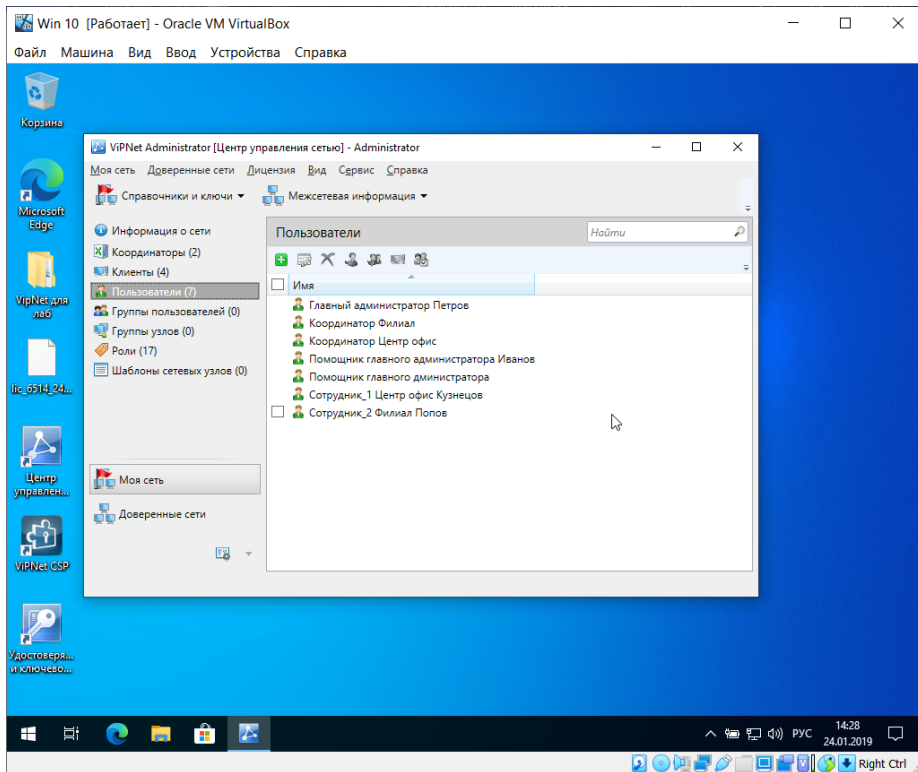 Win 10 [Работает] - Oracle VM VirtualBox
Файл Машина Вид Ввод Устройства Справка
Корзина
Microsoft Edge
VipNet для лаб
lic_6514_24...
Центр управлен...
ViPNet CSP
Удостоверя... и ключево...
ViPNet Administrator [Центр управления сетью] - Administrator
Моя сеть Доверенные сети Лицензия Вид Сервис Справка
Справочники и ключи Межсетевая информация
Информация о сети
Координаторы (2)
Клиенты (4)
Пользователи (7)
Группы пользователей (0)
Группы узлов (0)
Роли (17)
Шаблоны сетевых узлов (0)
Моя сеть
Доверенные сети
Пользователи
Найти
Имя
Главный администратор Петров
Координатор Филиал
Координатор Центр офис
Помощник главного администратора Иванов
Помощник главного дминистратора
Сотрудник_1 Центр офис Кузнецов
Сотрудник_2 Филиал Попов
РУС
14:28
24.01.2019
Right Ctrl